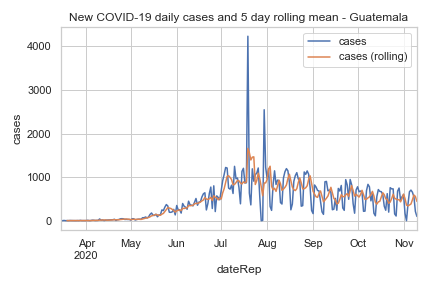 New COVID-19 daily cases and 5 day rolling mean - Guatemala
cases
cases (rolling)
4000
3000
2000
1000
0
cases
Apr
2020
May
Jun
Jul
Aug
Sep
Oct
Nov
dateRep